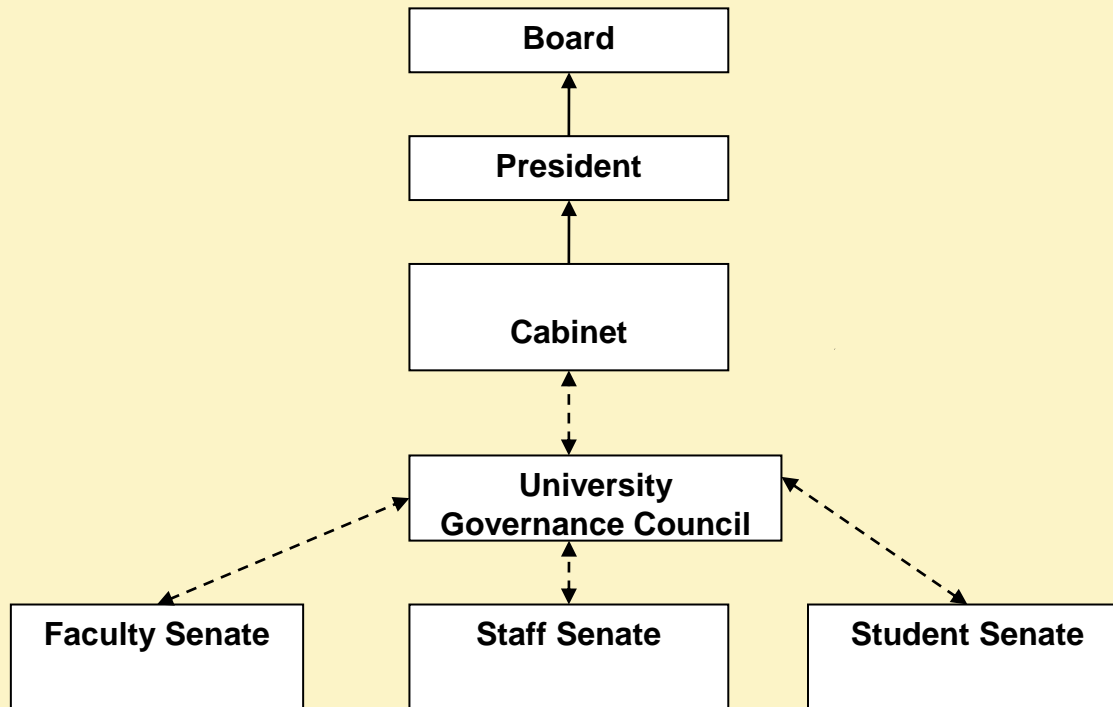 Board
President
Cabinet
University
Governance Council
Faculty Senate
Staff Senate
Student Senate